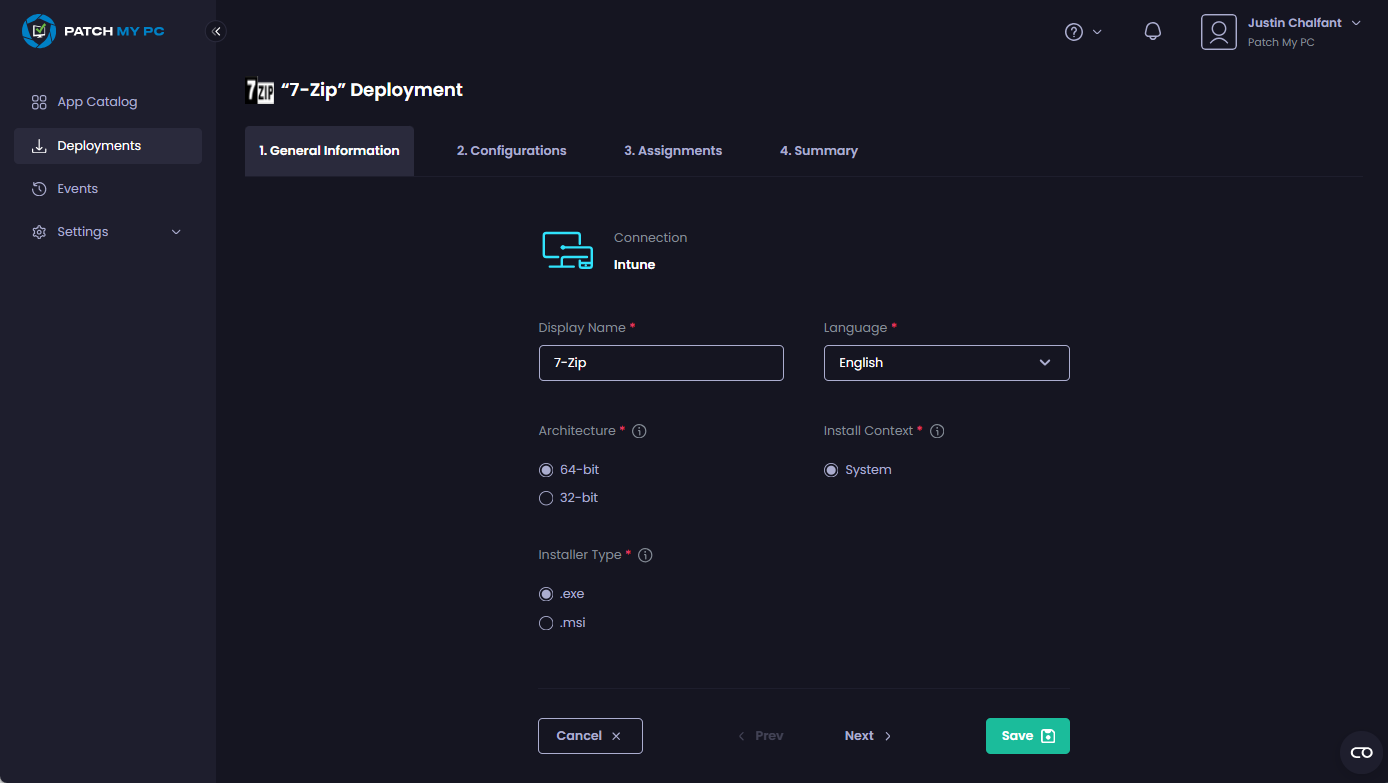 PATCH MY PC
Justin Chalfant
Patch My PC
App Catalog
Deployments
Events
Settings
7ZIP “7-Zip” Deployment
1. General Information 2. Configurations 3. Assignments 4. Summary
Connection
Intune
Display Name * Language *
7-Zip English
Architecture * Install Context *
64-bit System
32-bit
Installer Type *
.exe
.msi
Cancel × < Prev Next > Save